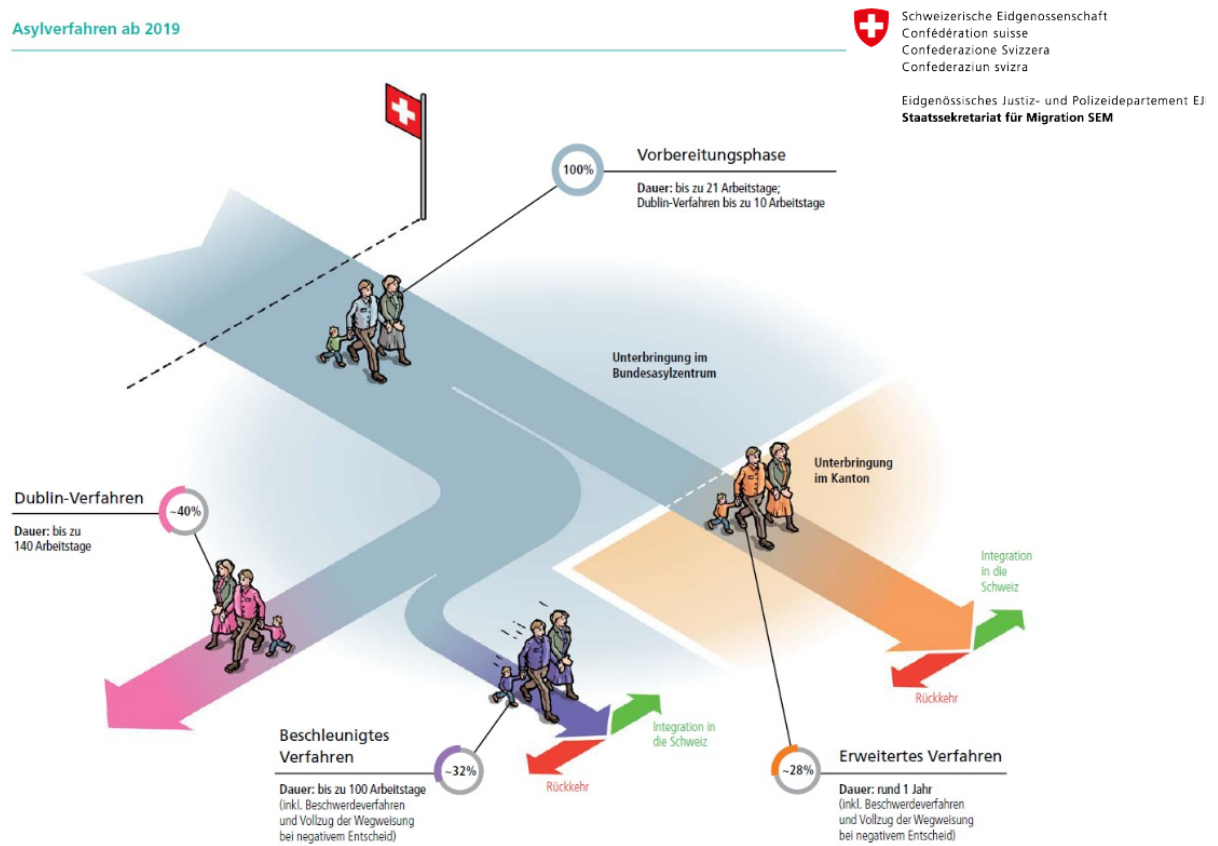 Asylverfahren ab 2019
Schweizerische Eidgenossenschaft
Confédération suisse
Confederazione Svizzera
Confederaziun svizra
Eidgenössisches Justiz- und Polizeidepartement EJ
Staatssekretariat für Migration SEM
100%
Vorbereitungsphase
Dauer: bis zu 21 Arbeitstage;
Dublin-Verfahren bis zu 10 Arbeitstage
Unterbringung im
Bundesasylzentrum
Unterbringung
im Kanton
Dublin-Verfahren
~40%
Dauer: bis zu
140 Arbeitstage
Integration
in die
Schweiz
Rückkehr
Integration in
die Schweiz
Rückkehr
Beschleunigtes
Verfahren
~32%
Dauer: bis zu 100 Arbeitstage
(inkl. Beschwerdeverfahren
und Vollzug der Wegweisung
bei negativem Entscheid)
~28%
Erweitertes Verfahren
Dauer: rund 1 Jahr
(inkl. Beschwerdeverfahren
und Vollzug der Wegweisung
bei negativem Entscheid)